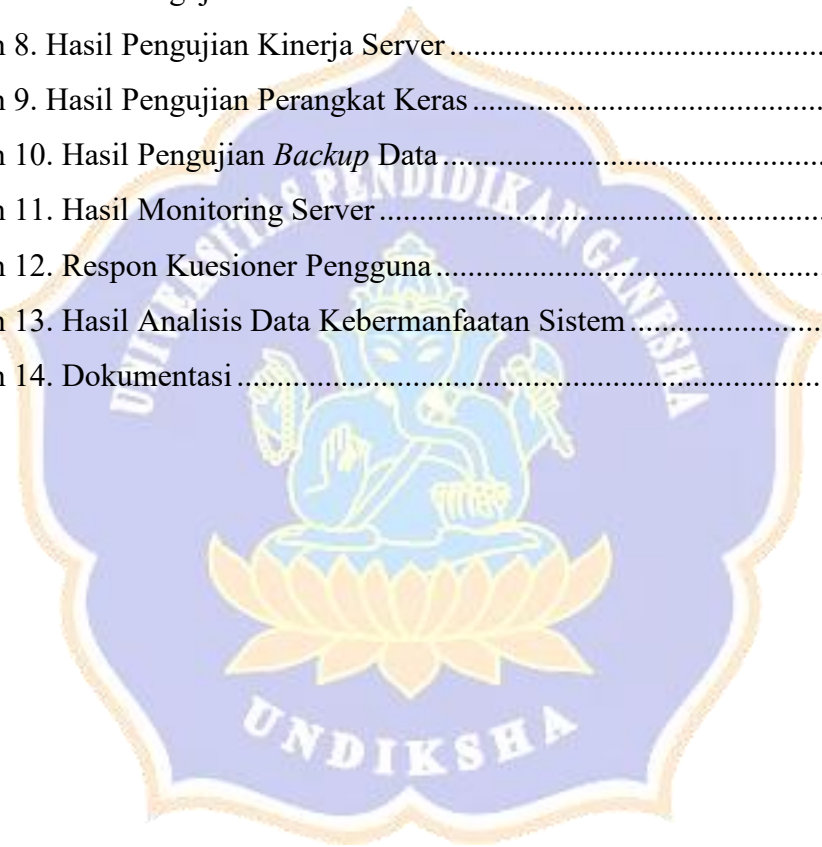 n 8. Hasil Pengujian Kinerja Server
n 9. Hasil Pengujian Perangkat Keras
n 10. Hasil Pengujian Backup Data
n 11. Hasil Monitoring Server
n 12. Respon Kuesioner Pengguna
n 13. Hasil Analisis Data Kebermanfaatan Sistem
n 14. Dokumentasi
UNIVERSITAS PENDIDIKAN GANESHA
UNDIKSHA